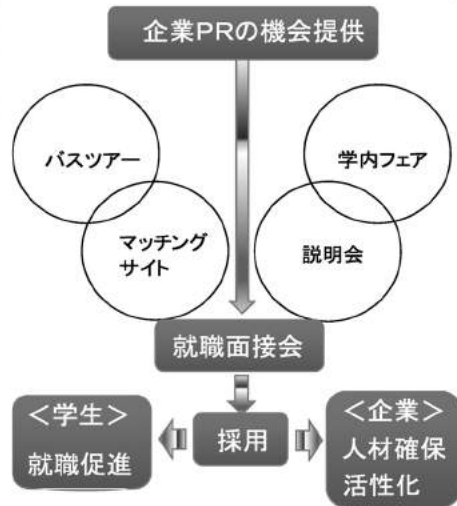 企業PRの機会提供
バスツアー
学内フェア
マッチング
サイト
説明会
就職面接会
採用
＜学生＞
就職促進
＜企業＞
人材確保
活性化